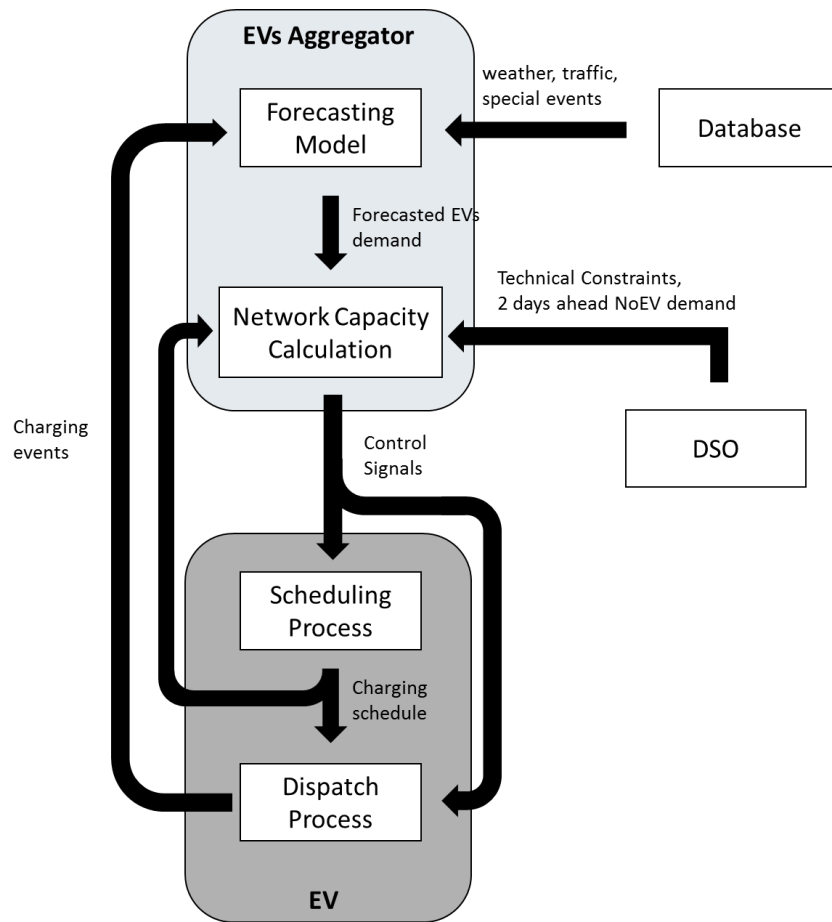 EVs Aggregator
weather, traffic,
special events
Forecasting
Model
Database
Forecasted EVs
demand
Technical Constraints,
2 days ahead NoEV demand
Network Capacity
Calculation
Charging
events
Control
Signals
DSO
Scheduling
Process
Charging
schedule
Dispatch
Process
EV